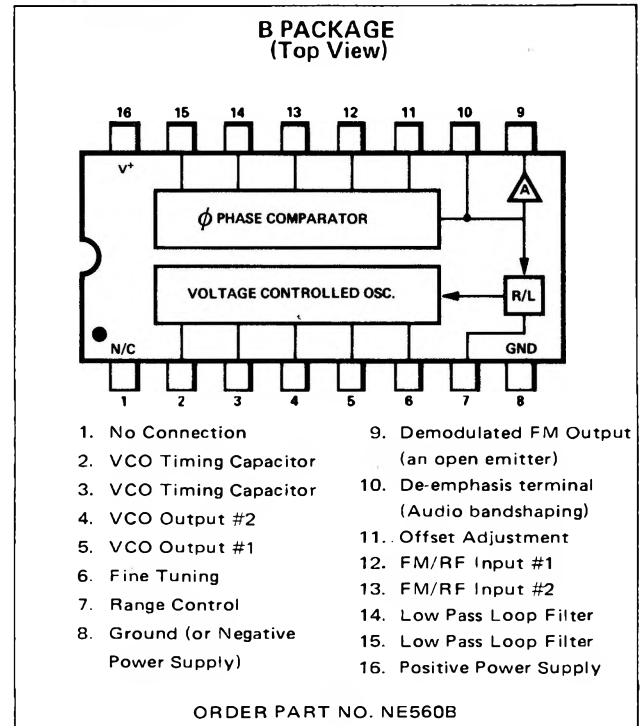 B PACKAGE
(Top View)
16 15 14 13 12 11 10 9
V+
A
ϕ PHASE COMPARATOR
VOLTAGE CONTROLLED OSC.
R/L
N/C
GND
1 2 3 4 5 6 7 8
1. No Connection
2. VCO Timing Capacitor
3. VCO Timing Capacitor
4. VCO Output #2
5. VCO Output #1
6. Fine Tuning
7. Range Control
8. Ground (or Negative
Power Supply)
9. Demodulated FM Output
(an open emitter)
10. De-emphasis terminal
(Audio bandshaping)
11.. Offset Adjustment
12. FM/RF Input #1
13. FM/RF Input #2
14. Low Pass Loop Filter
15. Low Pass Loop Filter
16. Positive Power Supply
ORDER PART NO. NE560B